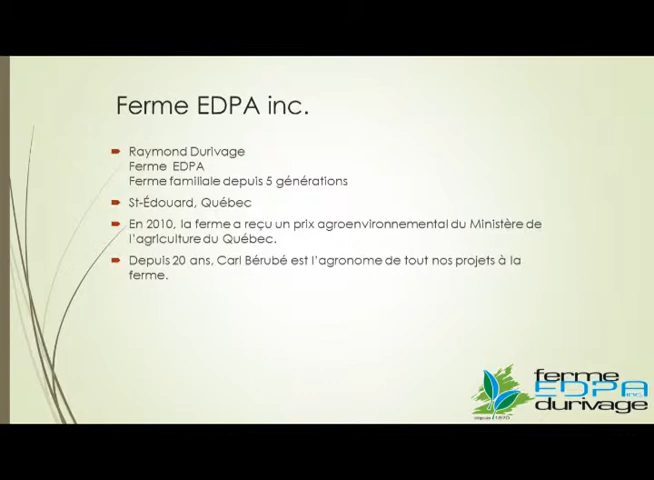 Ferme EDPA inc.
Raymond Durivage
Ferme EDPA
Ferme familiale depuis 5 générations
St-Édouard, Québec
En 2010, la ferme a reçu un prix agroenvironnemental du Ministère de
l'agriculture du Québec.
Depuis 20 ans, Carl Bérubé est l'agronome de tout nos projets à la
ferme.
ferme
EDPA inc.
durivage